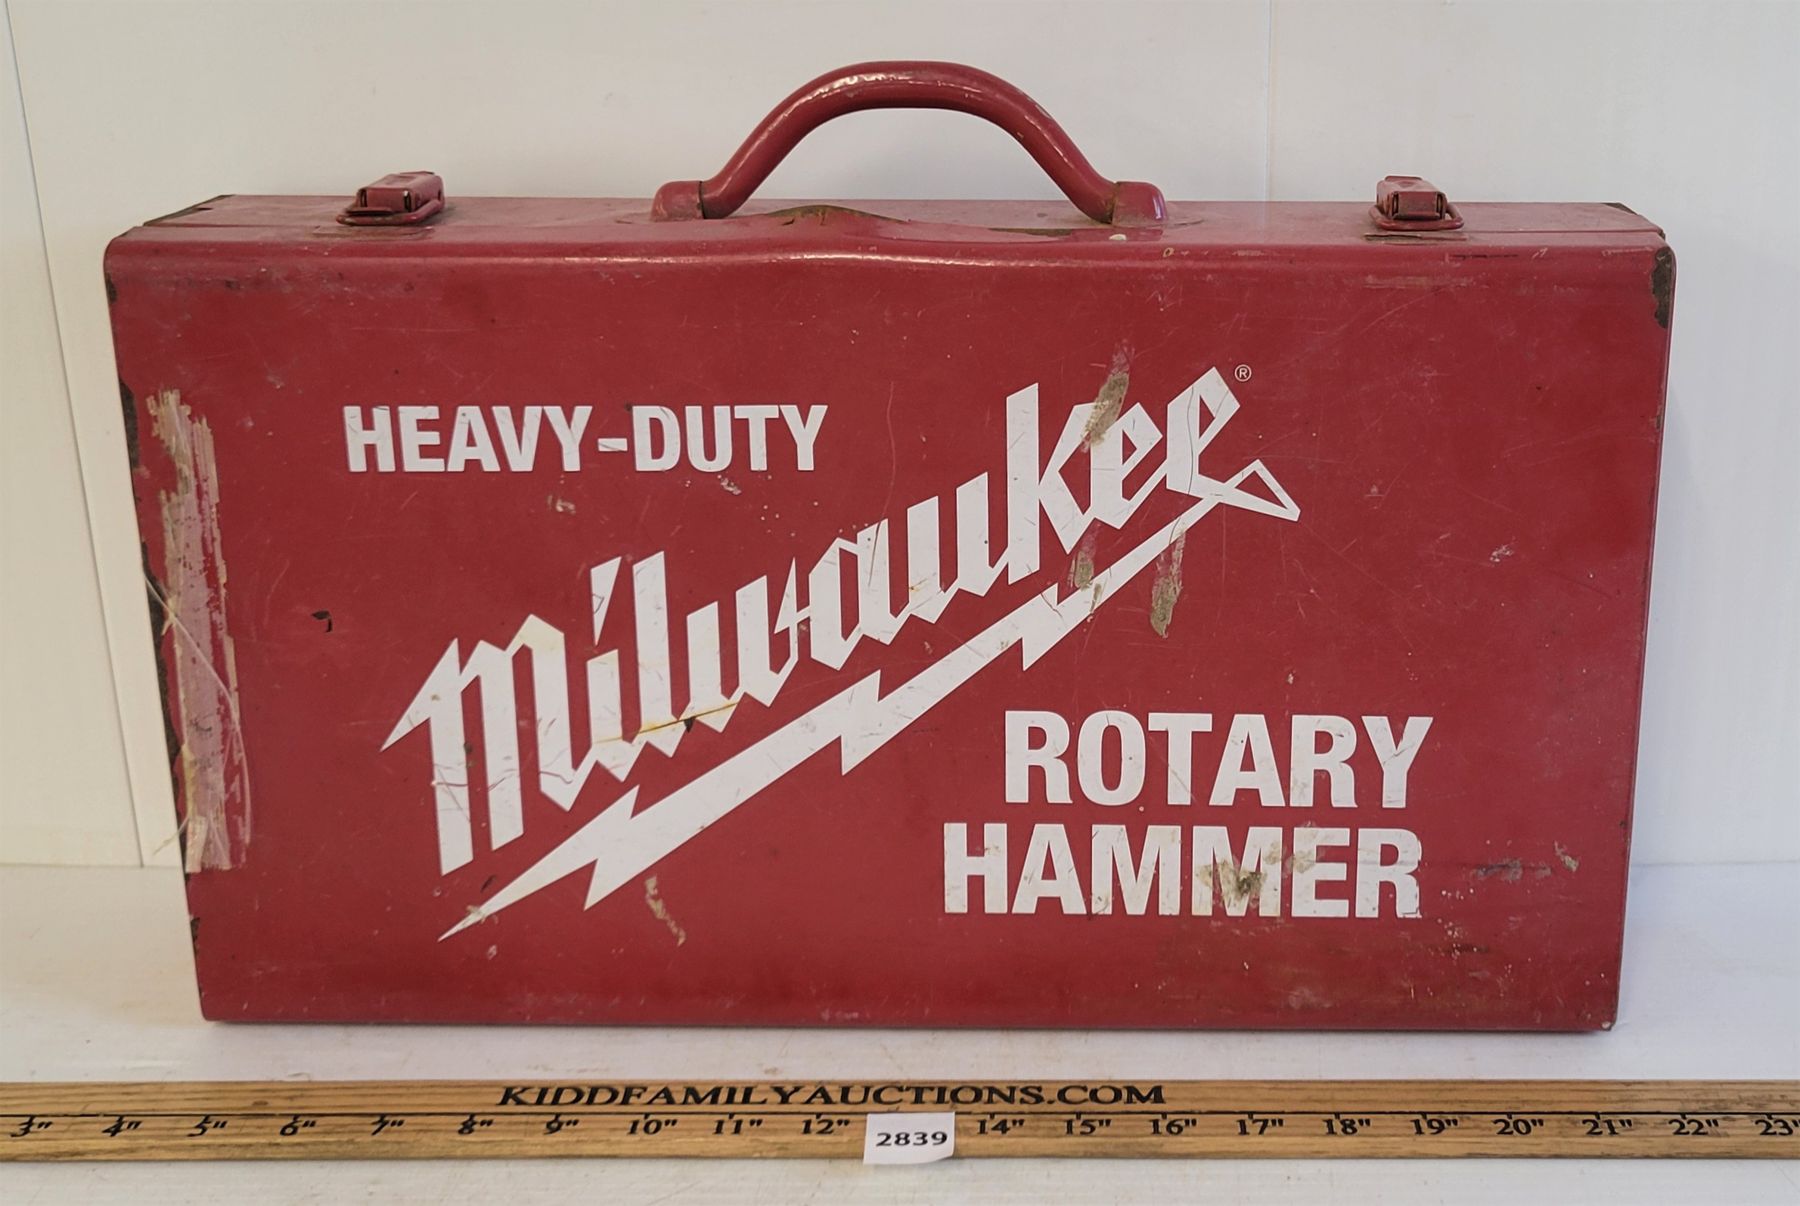 HEAVY-DUTY
Milwaukee®
ROTARY
HAMMER
KIDDFAMILYAUCTIONS.COM
3" 4" 5" 6" 7" 8" 9" 10" 11" 12" 14" 15" 16" 17" 18" 19" 20" 21" 22" 23"
2839